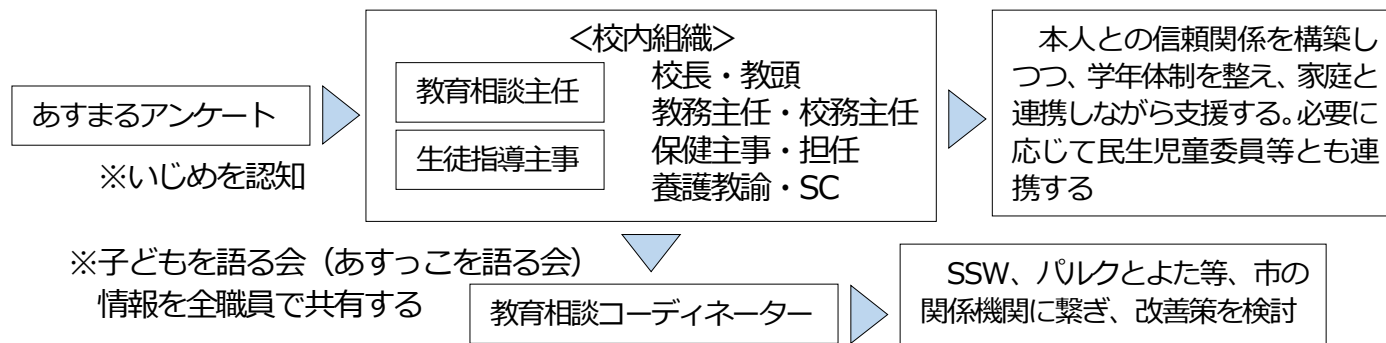 あすまるアンケート
※いじめを認知
＜校内組織＞
教育相談主任
生徒指導主事
校長・教頭
教務主任・校務主任
保健主事・担任
養護教諭・SC
本人との信頼関係を構築し
つつ、学年体制を整え、家庭と
連携しながら支援する。必要に
応じて民生児童委員等とも連
携する
※子どもを語る会（あすっこを語る会）
情報を全職員で共有する
教育相談コーディネーター
SSW、パルクとよた等、市の
関係機関に繋ぎ、改善策を検討